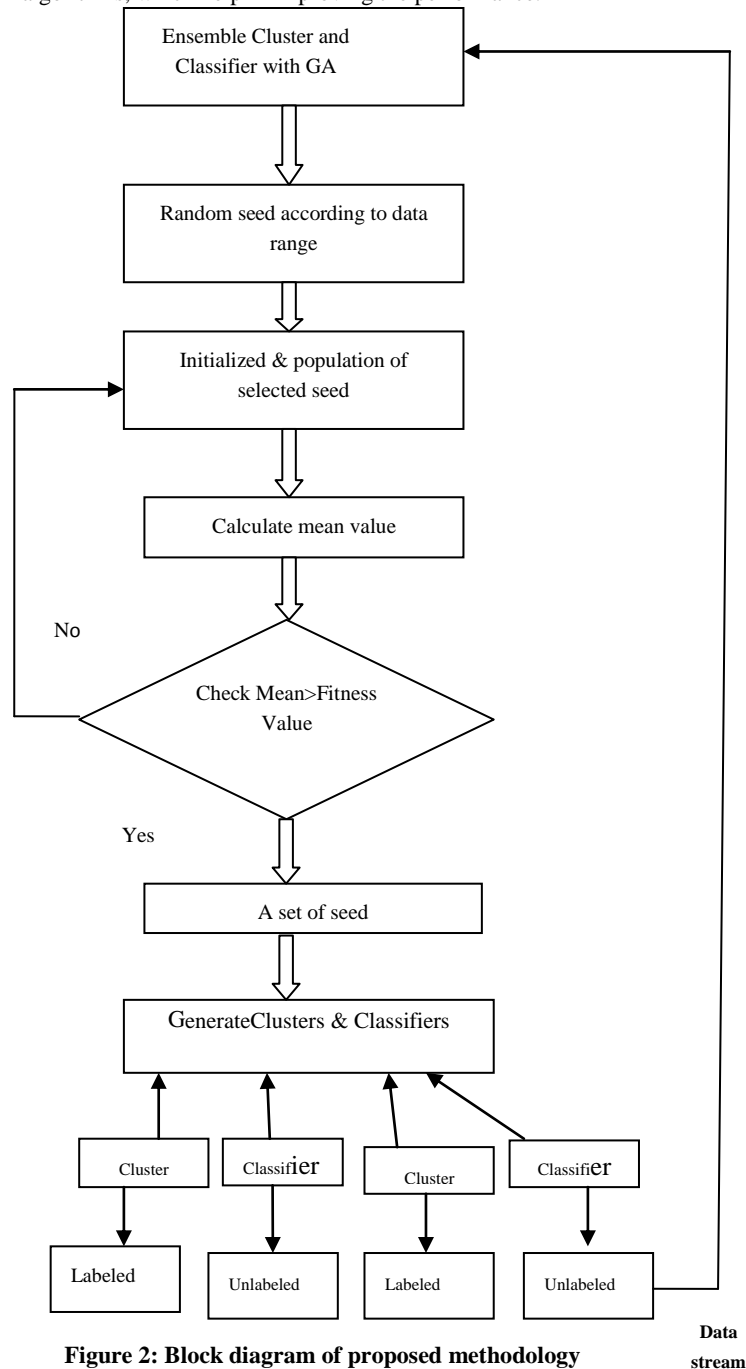 Ensemble Cluster and
Classifier with GA
Random seed according to data
range
Initialized & population of
selected seed
Calculate mean value
No
Check Mean>Fitness
Value
Yes
A set of seed
GenerateClusters & Classifiers
Cluster
Classifier
Cluster
Classifier
Labeled
Unlabeled
Labeled
Unlabeled
Data
stream
Figure 2: Block diagram of proposed methodology